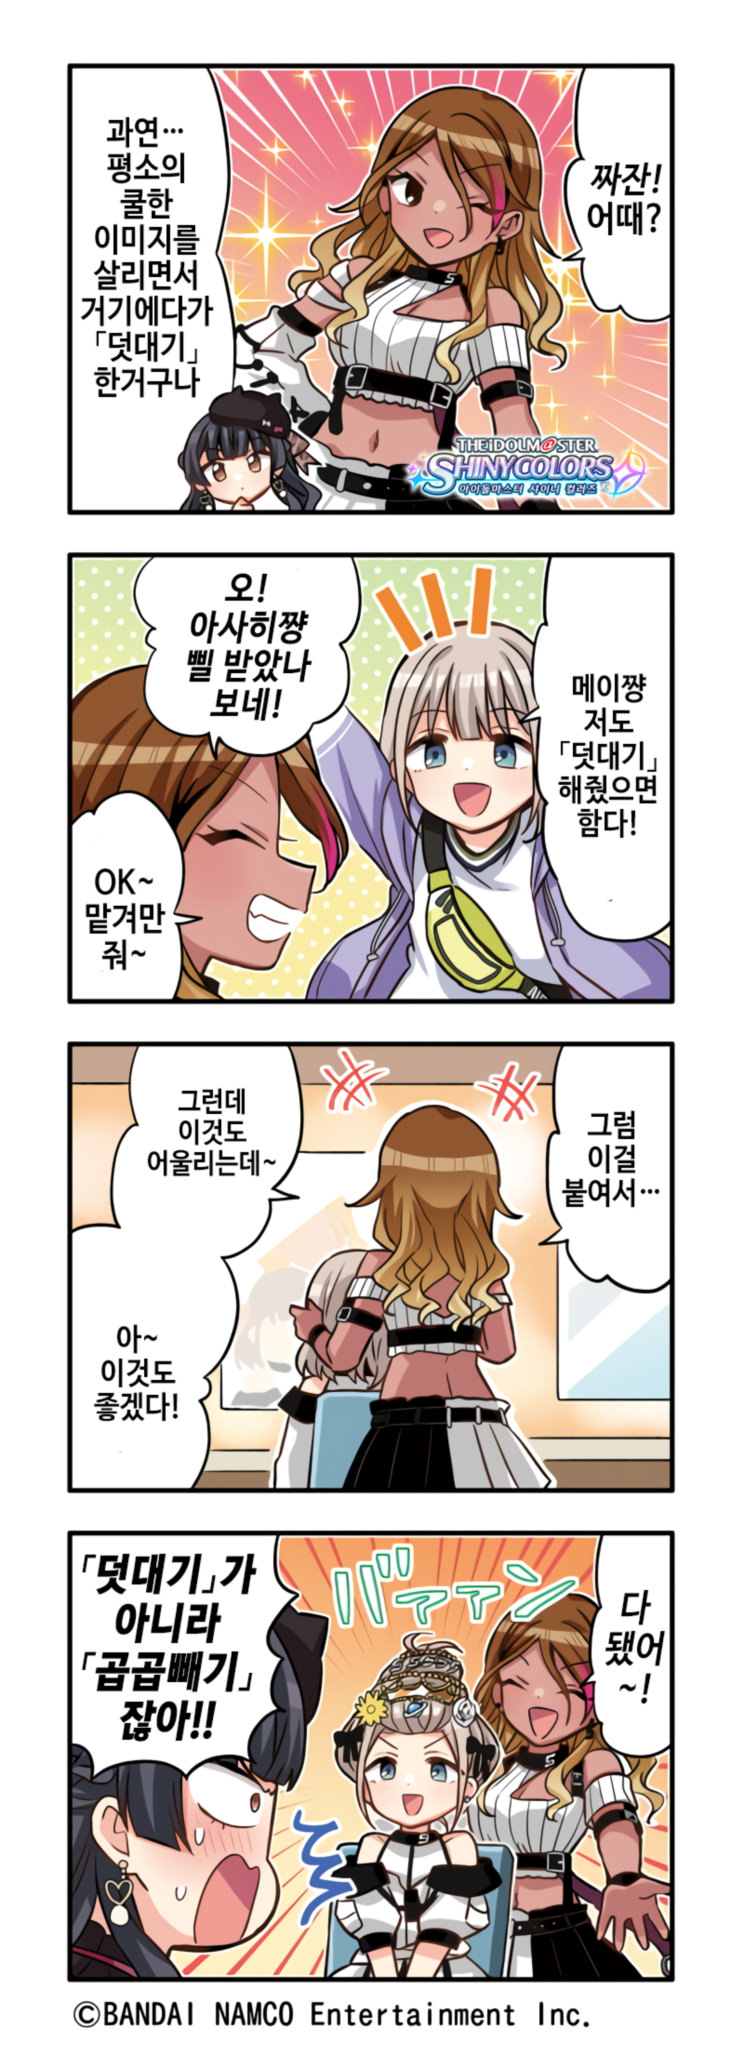 짜잔!
어때?
과연…
평소의
쿨한
이미지를
살리면서
거기에다가
「덧대기」
한거구나
THE iDOLM@STER
SHINY COLORS
아이돌마스터 샤이니 컬러즈
메이쨩
저도
「덧대기」
해줬으면
함다!
오!
아사히쨩
삘 받았나
보네!
OK~
맡겨만
줘~
그럼
이걸
붙여서…
그런데
이것도
어울리는데~
아~
이것도
좋겠다!
다
됐어
~!
バァァン
「덧대기」가
아니라
「곱곱빼기」
잖아!!
©BANDAI NAMCO Entertainment Inc.